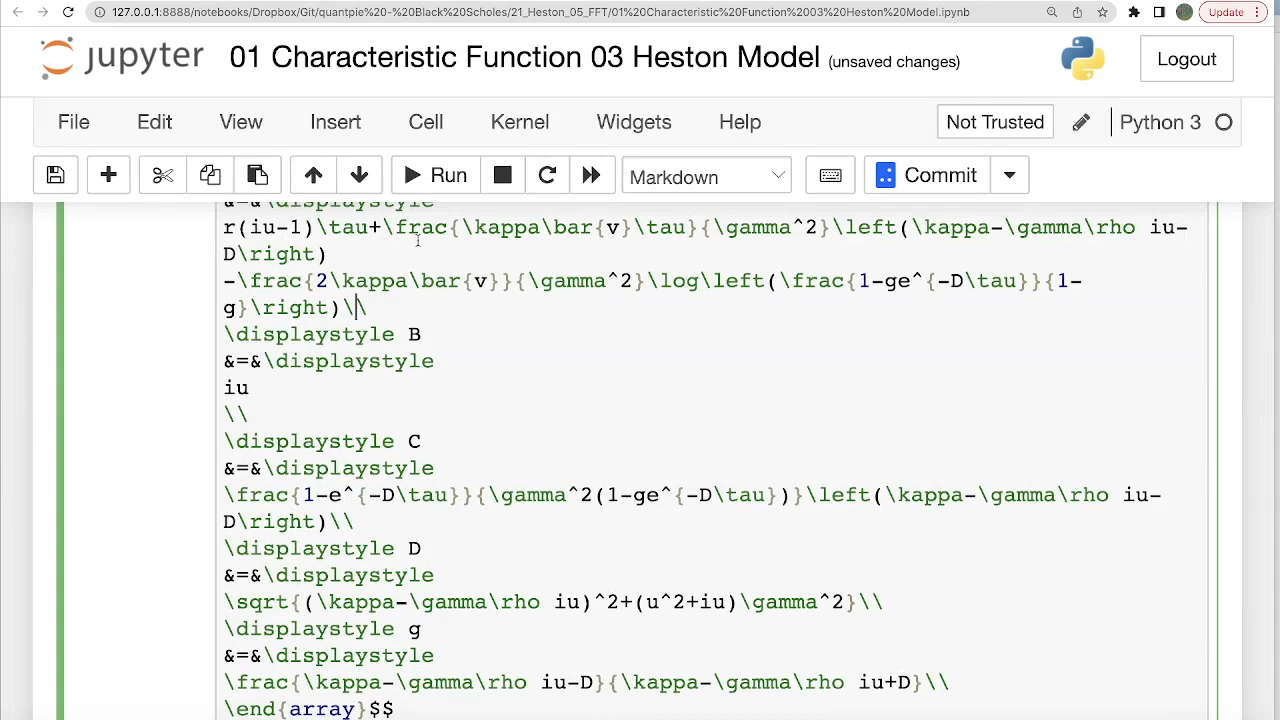 127.0.0.1:8888/notebooks/Dropbox/Git/quantpie%20-%20Black%20Scholes/21_Heston_05_FFT/01%20Characteristic%20Function%2003%20Heston%20Model.ipynb
Update
jupyter 01 Characteristic Function 03 Heston Model (unsaved changes)
Logout
File Edit View Insert Cell Kernel Widgets Help
Not Trusted
Python 3
Run
Markdown
Commit
&=&\displaystyle
r(iu-1)\tau+\frac{\kappa\bar{v}\tau}{\gamma^2}\left(\kappa-\gamma\rho iu-
D\right)
-\frac{2\kappa\bar{v}}{\gamma^2}\log\left(\frac{1-ge^{-D\tau}}{1-
g}\right)\\
\displaystyle B
&=&\displaystyle
iu
\\
\displaystyle C
&=&\displaystyle
\frac{1-e^{-D\tau}}{\gamma^2(1-ge^{-D\tau})}\left(\kappa-\gamma\rho iu-
D\right)\\
\displaystyle D
&=&\displaystyle
\sqrt{(\kappa-\gamma\rho iu)^2+(u^2+iu)\gamma^2}\\
\displaystyle g
&=&\displaystyle
\frac{\kappa-\gamma\rho iu-D}{\kappa-\gamma\rho iu+D}\\
\end{array}$$